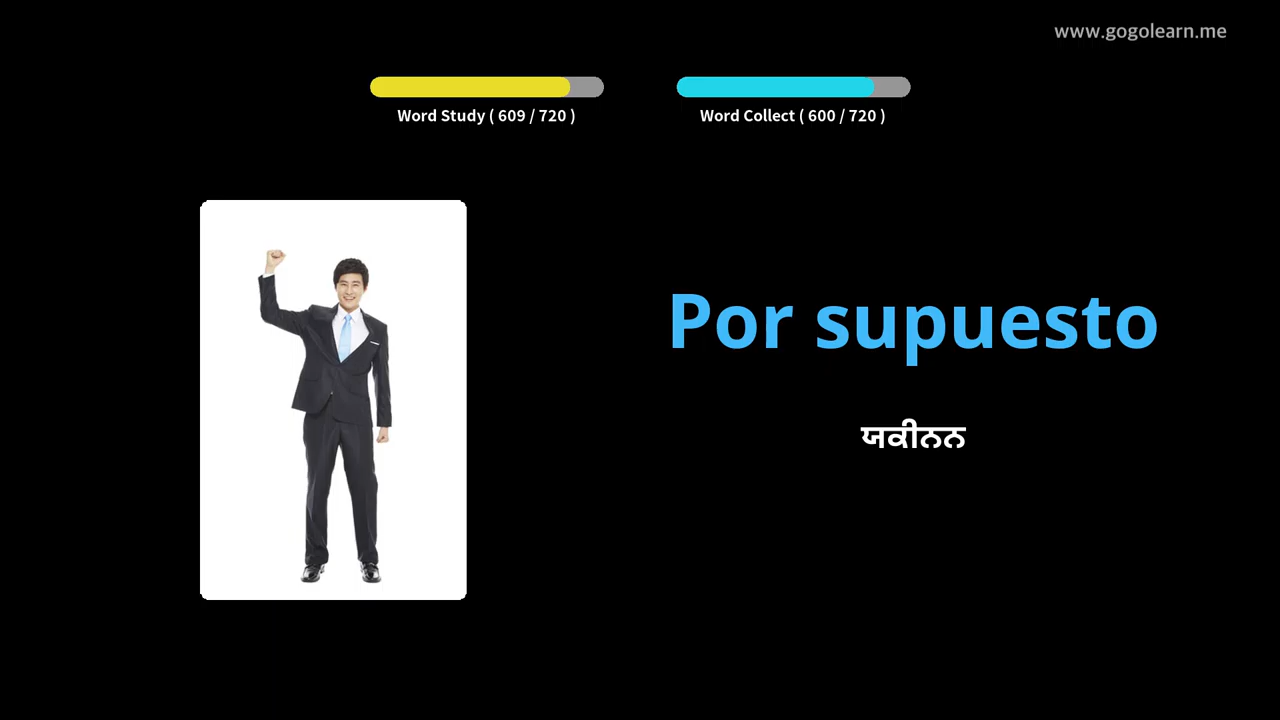 www.gogolearn.me
Word Study ( 609 / 720 )
Word Collect ( 600 / 720 )
Por supuesto
ਯਕੀਨਨ